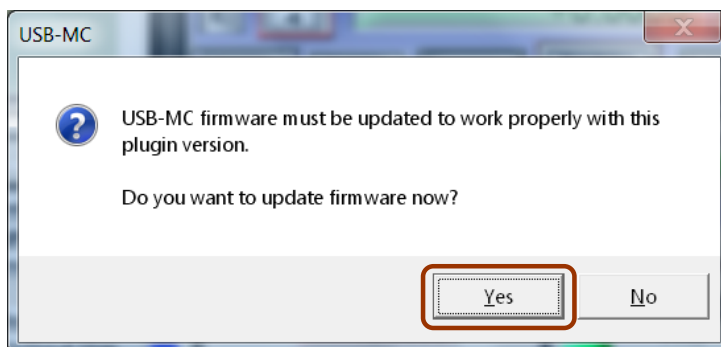 USB-MC
USB-MC firmware must be updated to work properly with this
plugin version.
Do you want to update firmware now?
Yes
No